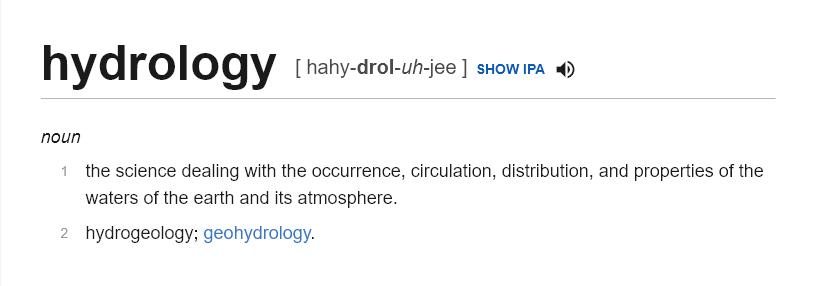 hydrology [ hahy-drol-uh-jee ] SHOW IPA
noun
1 the science dealing with the occurrence, circulation, distribution, and properties of the
waters of the earth and its atmosphere.
2 hydrogeology; geohydrology.